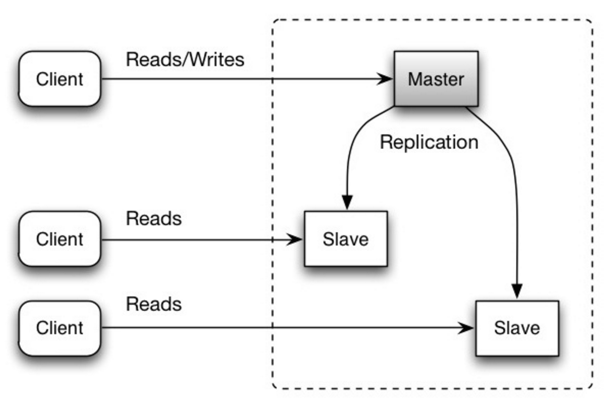 Reads/Writes
Client
Master
Replication
Reads
Client
Slave
Reads
Client
Slave